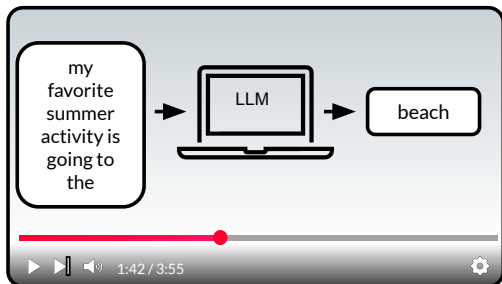 my
favorite
summer
activity is
going to
the
LLM
beach
1:42 / 3:55